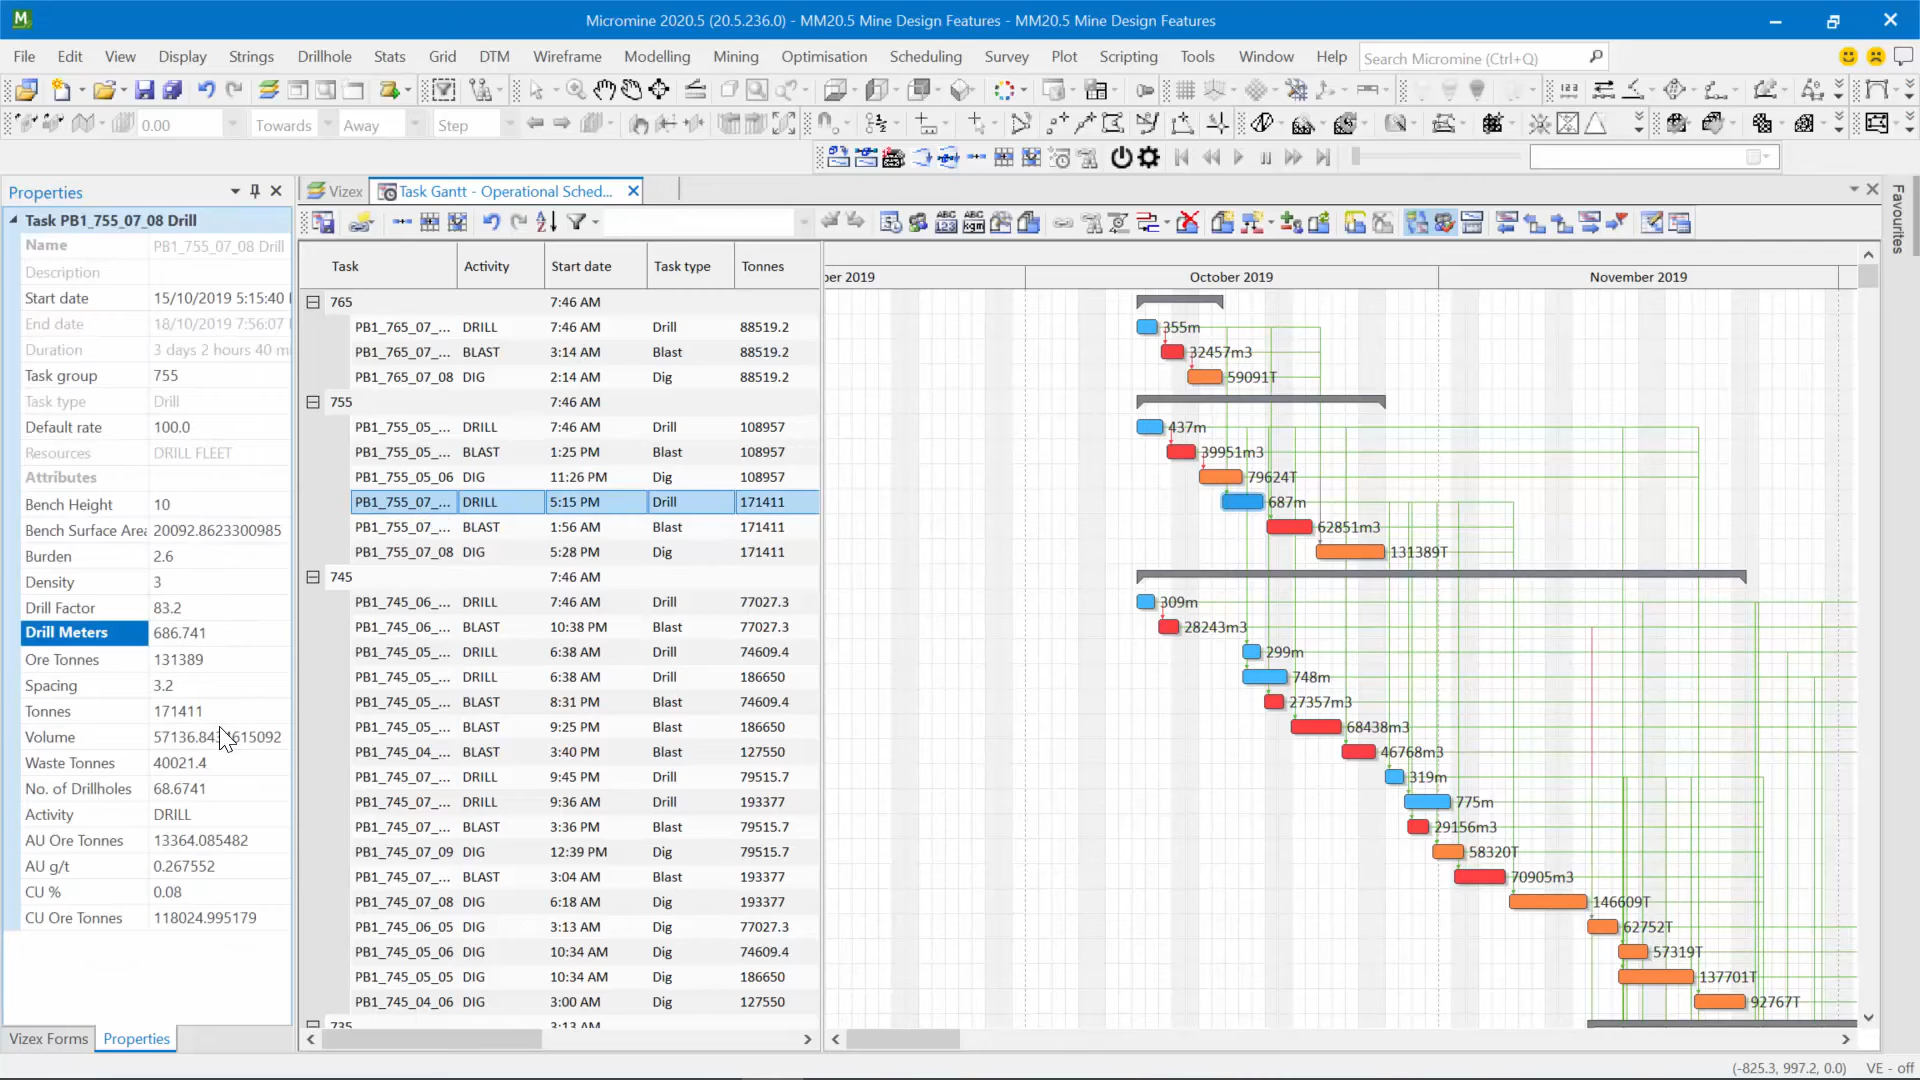 Micromine 2020.5 (20.5.236.0) - MM20.5 Mine Design Features - MM20.5 Mine Design Features
File Edit View Display Strings Drillhole Stats Grid DTM Wireframe Modelling Mining Optimisation Scheduling Survey Plot Scripting Tools Window Help Search Micromine (Ctrl+Q)
0.00 Towards Away Step
Properties
Vizex Task Gantt - Operational Sched...
Favourites
Task PB1_755_07_08 Drill
Name PB1_755_07_08 Drill
Description
Start date 15/10/2019 5:15:40
End date 18/10/2019 7:56:07
Duration 3 days 2 hours 40 m
Task group 755
Task type Drill
Default rate 100.0
Resources DRILL FLEET
Attributes
Bench Height 10
Bench Surface Area 20092.8623300985
Burden 2.6
Density 3
Drill Factor 83.2
Drill Meters 686.741
Ore Tonnes 131389
Spacing 3.2
Tonnes 171411
Volume 57136.84 615092
Waste Tonnes 40021.4
No. of Drillholes 68.6741
Activity DRILL
AU Ore Tonnes 13364.085482
AU g/t 0.267552
CU % 0.08
CU Ore Tonnes 118024.995179
Vizex Forms Properties
Task Activity Start date Task type Tonnes
765 7:46 AM
PB1_765_07_... DRILL 7:46 AM Drill 88519.2
PB1_765_07_... BLAST 3:14 AM Blast 88519.2
PB1_765_07_08 DIG 2:14 AM Dig 88519.2
755 7:46 AM
PB1_755_05_... DRILL 7:46 AM Drill 108957
PB1_755_05_... BLAST 1:25 PM Blast 108957
PB1_755_05_06 DIG 11:26 PM Dig 108957
PB1_755_07_... DRILL 5:15 PM Drill 171411
PB1_755_07_... BLAST 1:56 AM Blast 171411
PB1_755_07_08 DIG 5:28 PM Dig 171411
745 7:46 AM
PB1_745_06_... DRILL 7:46 AM Drill 77027.3
PB1_745_06_... BLAST 10:38 PM Blast 77027.3
PB1_745_05_... DRILL 6:38 AM Drill 74609.4
PB1_745_05_... DRILL 6:38 AM Drill 186650
PB1_745_05_... BLAST 8:31 PM Blast 74609.4
PB1_745_05_... BLAST 9:25 PM Blast 186650
PB1_745_04_... BLAST 3:40 PM Blast 127550
PB1_745_07_... DRILL 9:45 PM Drill 79515.7
PB1_745_07_... DRILL 9:36 AM Drill 193377
PB1_745_07_... BLAST 3:36 PM Blast 79515.7
PB1_745_07_09 DIG 12:39 PM Dig 79515.7
PB1_745_07_... BLAST 3:04 AM Blast 193377
PB1_745_07_08 DIG 6:18 AM Dig 193377
PB1_745_06_05 DIG 3:13 AM Dig 77027.3
PB1_745_05_06 DIG 10:34 AM Dig 74609.4
PB1_745_05_05 DIG 10:34 AM Dig 186650
PB1_745_04_06 DIG 3:00 AM Dig 127550
735 3:13 AM
ber 2019 October 2019 November 2019
355m
32457m3
59091T
437m
39951m3
79624T
687m
62851m3
131389T
309m
28243m3
299m
748m
27357m3
68438m3
46768m3
319m
775m
29156m3
58320T
70905m3
146609T
62752T
57319T
137701T
92767T
(-825.3, 997.2, 0.0) VE - off